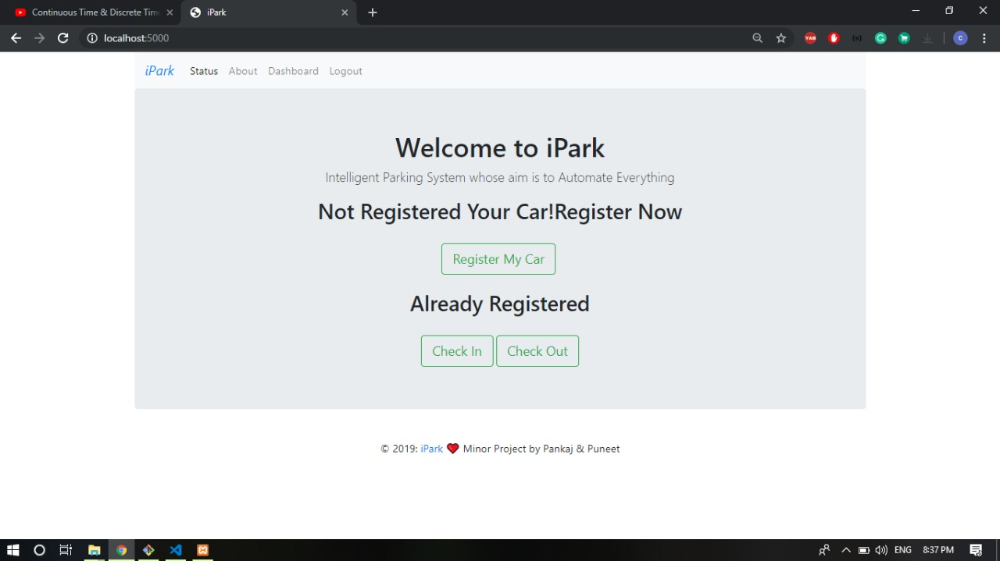 Continuous Time & Discrete Tim
iPark
localhost:5000
iPark Status About Dashboard Logout
Welcome to iPark
Intelligent Parking System whose aim is to Automate Everything
Not Registered Your Car!Register Now
Register My Car
Already Registered
Check In Check Out
© 2019: iPark ❤ Minor Project by Pankaj & Puneet
ENG 8:37 PM